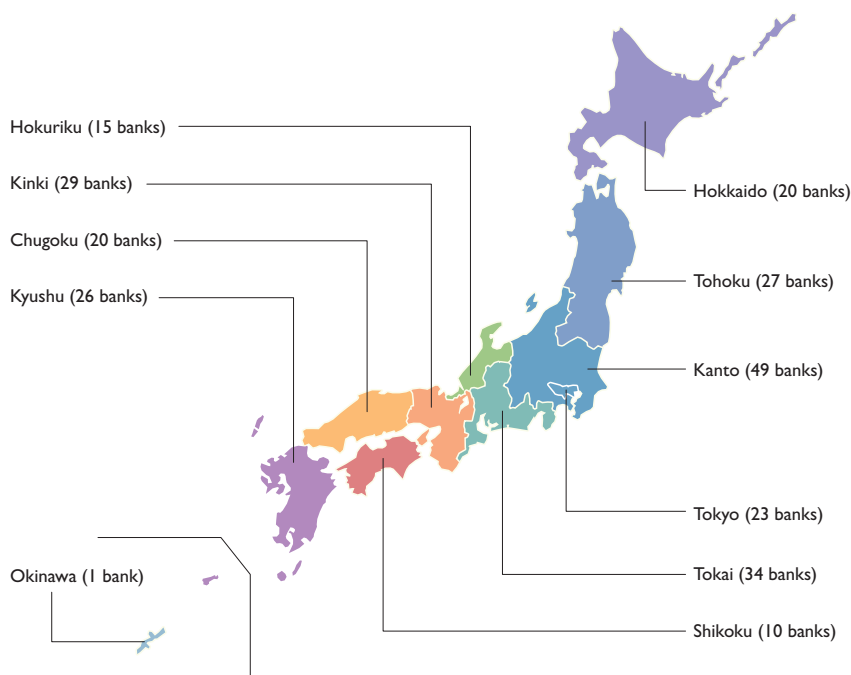 Hokuriku (15 banks)
Kinki (29 banks)
Chugoku (20 banks)
Kyushu (26 banks)
Okinawa (1 bank)
Hokkaido (20 banks)
Tohoku (27 banks)
Kanto (49 banks)
Tokyo (23 banks)
Tokai (34 banks)
Shikoku (10 banks)